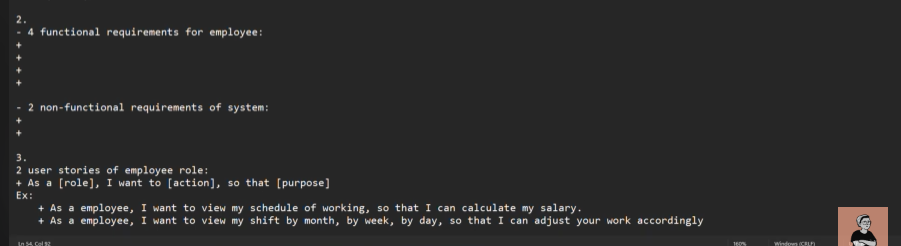 2.
- 4 functional requirements for employee:
+
+
+
+
- 2 non-functional requirements of system:
+
+
3.
2 user stories of employee role:
+ As a [role], I want to [action], so that [purpose]
Ex:
+ As a employee, I want to view my schedule of working, so that I can calculate my salary.
+ As a employee, I want to view my shift by month, by week, by day, so that I can adjust your work accordingly
Ln 54, Col 92 160% Windows (CRLF)